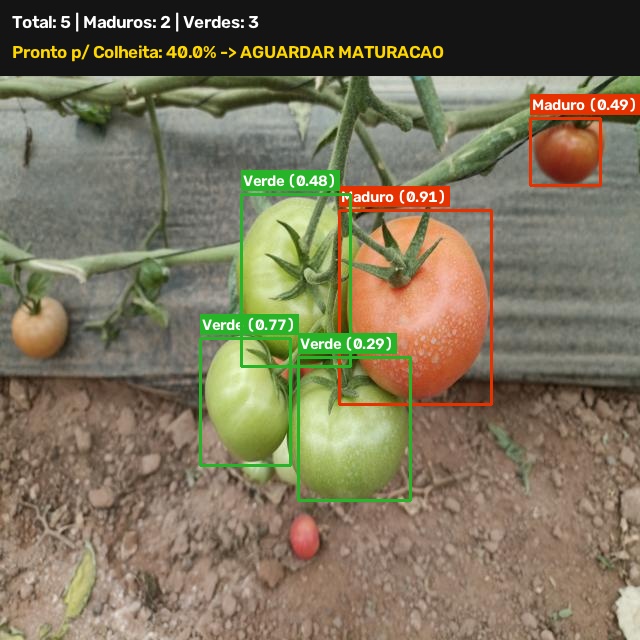 Total: 5 | Maduros: 2 | Verdes: 3
Pronto p/ Colheita: 40.0% -> AGUARDAR MATURACAO
Maduro (0.49)
Verde (0.48)
Maduro (0.91)
Verde (0.77)
Verde (0.29)